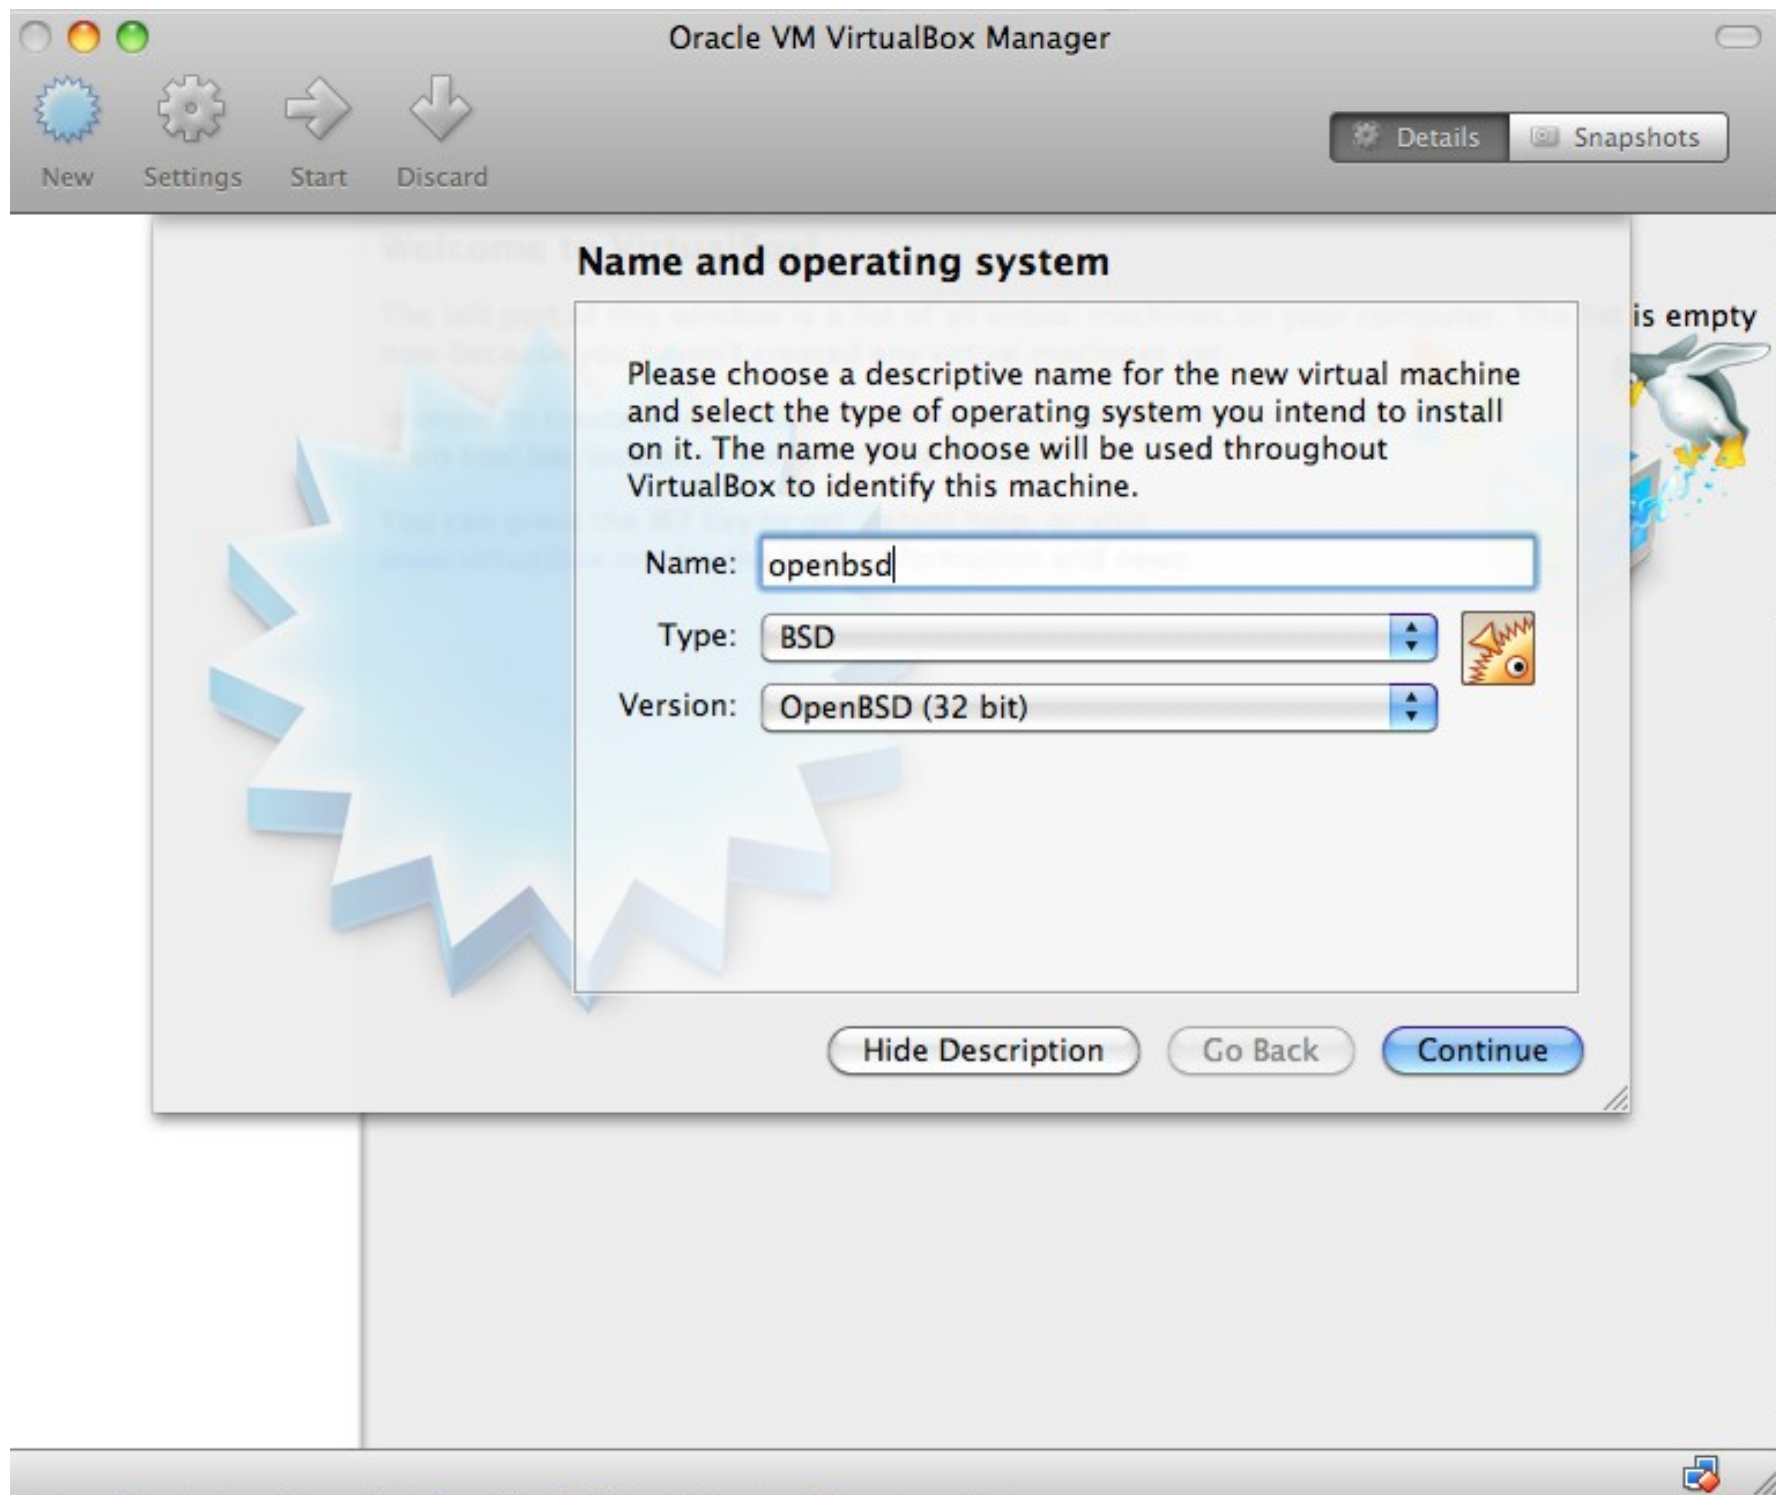 Oracle VM VirtualBox Manager
New
Settings
Start
Discard
Details
Snapshots
Welcome to VirtualBox!
Name and operating system
is empty
Please choose a descriptive name for the new virtual machine
and select the type of operating system you intend to install
on it. The name you choose will be used throughout
VirtualBox to identify this machine.
Name: openbsd
Type: BSD
Version: OpenBSD (32 bit)
Hide Description
Go Back
Continue